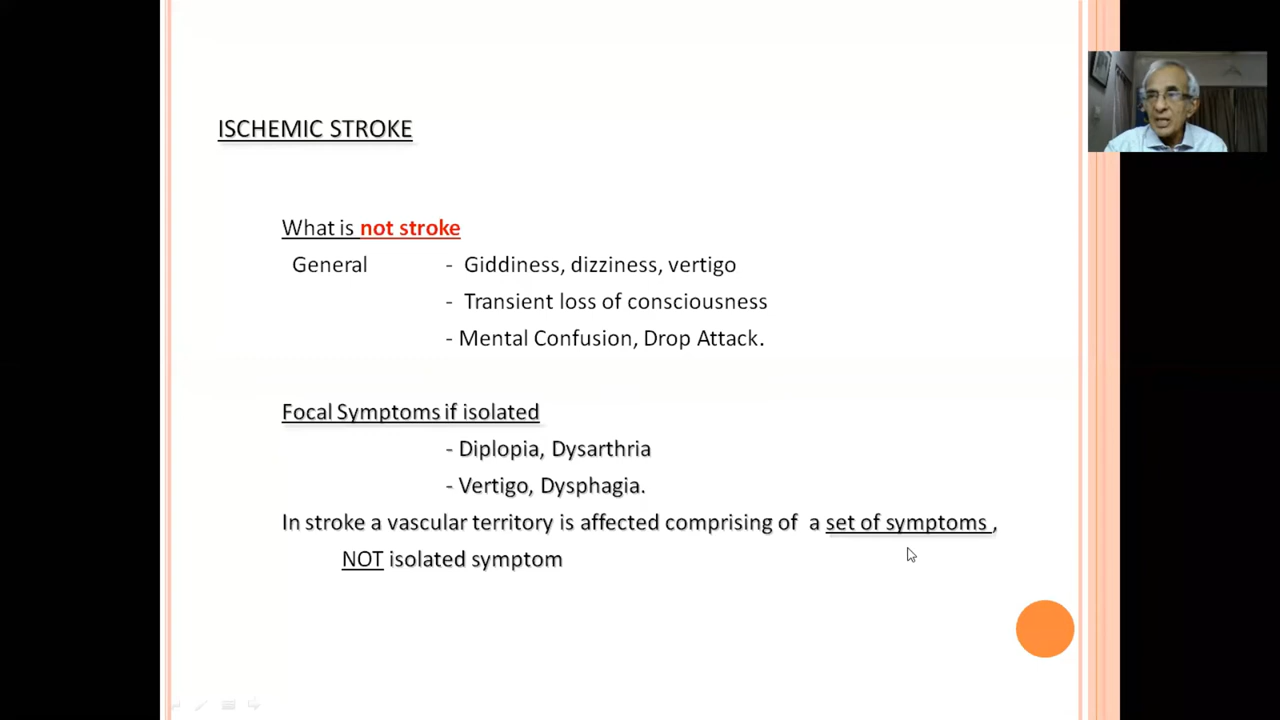 ISCHEMIC STROKE
What is not stroke
General - Giddiness, dizziness, vertigo
- Transient loss of consciousness
- Mental Confusion, Drop Attack.
Focal Symptoms if isolated
- Diplopia, Dysarthria
- Vertigo, Dysphagia.
In stroke a vascular territory is affected comprising of a set of symptoms ,
NOT isolated symptom